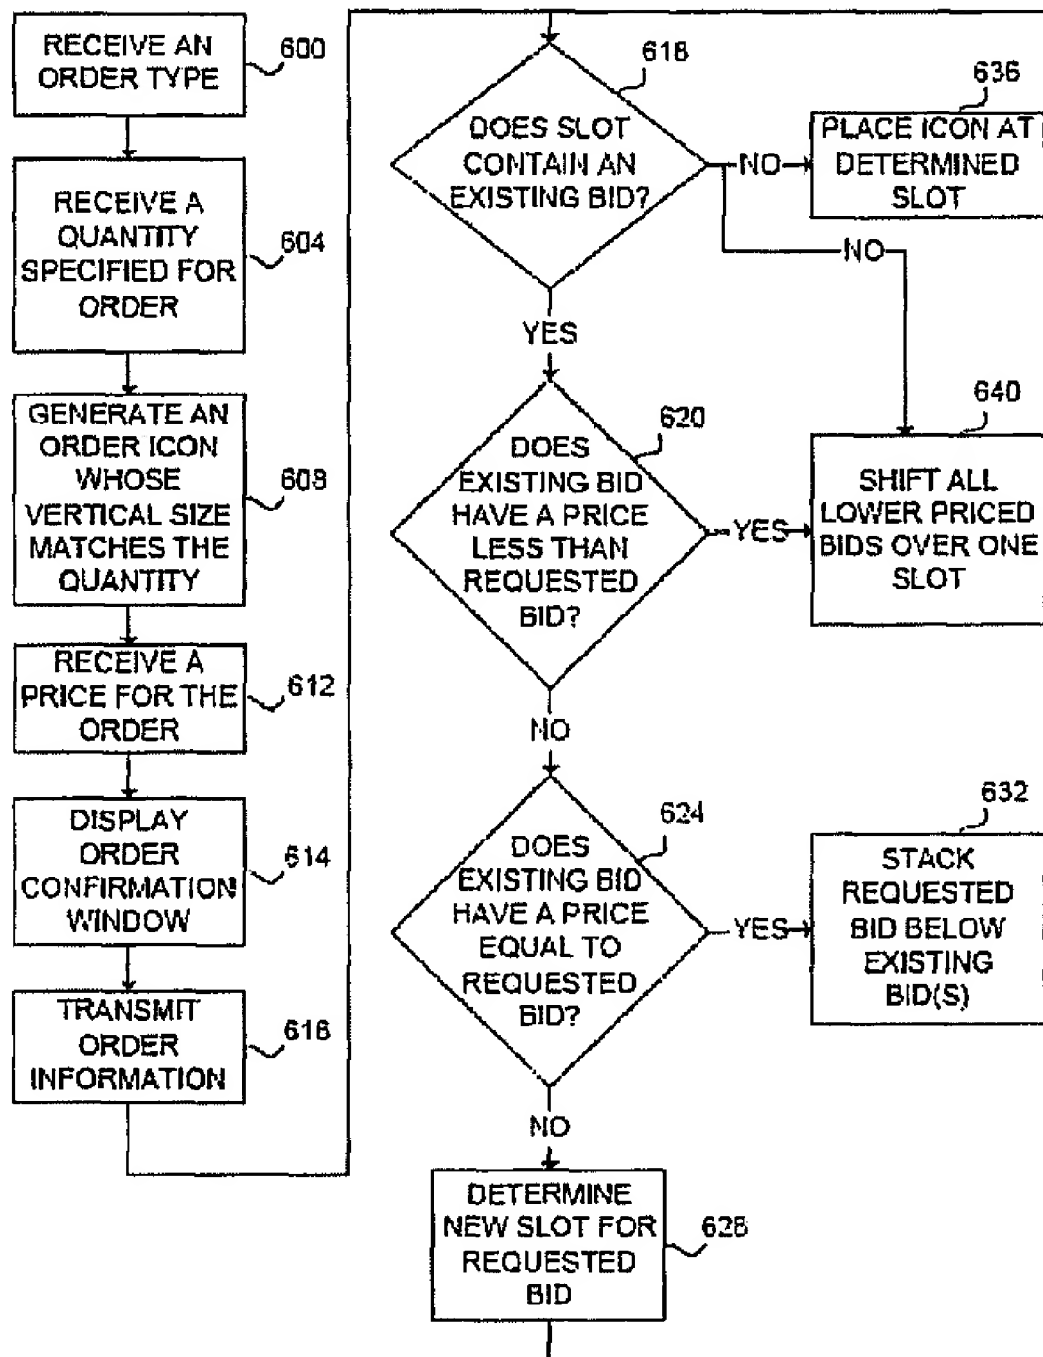 RECEIVE AN
ORDER TYPE
600
RECEIVE A
QUANTITY
SPECIFIED FOR
ORDER
604
GENERATE AN
ORDER ICON
WHOSE
VERTICAL SIZE
MATCHES THE
QUANTITY
608
RECEIVE A
PRICE FOR THE
ORDER
612
DISPLAY
ORDER
CONFIRMATION
WINDOW
614
TRANSMIT
ORDER
INFORMATION
616
DOES SLOT
CONTAIN AN
EXISTING BID?
618
NO
PLACE ICON AT
DETERMINED
SLOT
636
NO
YES
DOES
EXISTING BID
HAVE A PRICE
LESS THAN
REQUESTED
BID?
620
YES
SHIFT ALL
LOWER PRICED
BIDS OVER ONE
SLOT
640
NO
DOES
EXISTING BID
HAVE A PRICE
EQUAL TO
REQUESTED
BID?
624
YES
STACK
REQUESTED
BID BELOW
EXISTING
BID(S)
632
NO
DETERMINE
NEW SLOT FOR
REQUESTED
BID
628